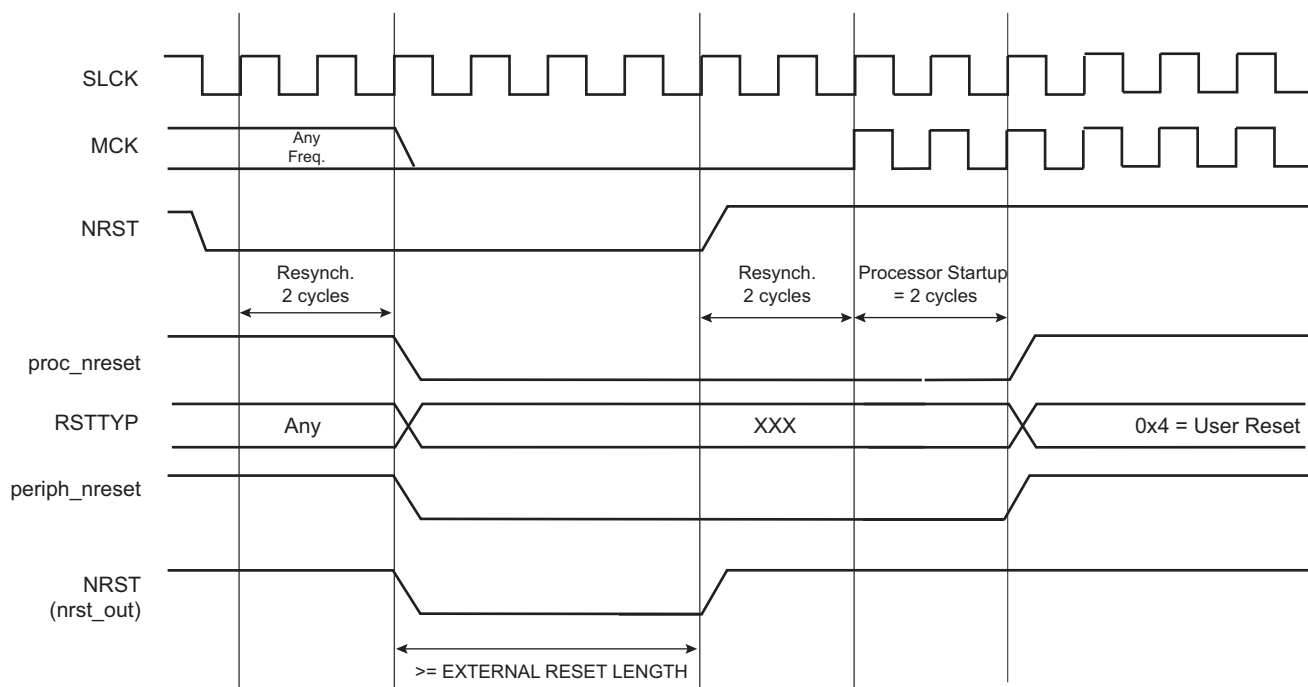 SLCK
MCK
Any
Freq.
NRST
Resynch.
2 cycles
Resynch.
2 cycles
Processor Startup
= 2 cycles
proc_nreset
RSTTYP
Any
XXX
0x4 = User Reset
periph_nreset
NRST
(nrst_out)
>= EXTERNAL RESET LENGTH